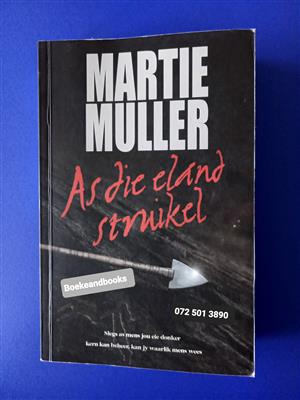 MARTIE
MULLER
As die eland
struikel
Boekeandbooks
072 501 3890
Slegs as mens jou eie donker
kern kan beheer, kan jy waarlik mens wees